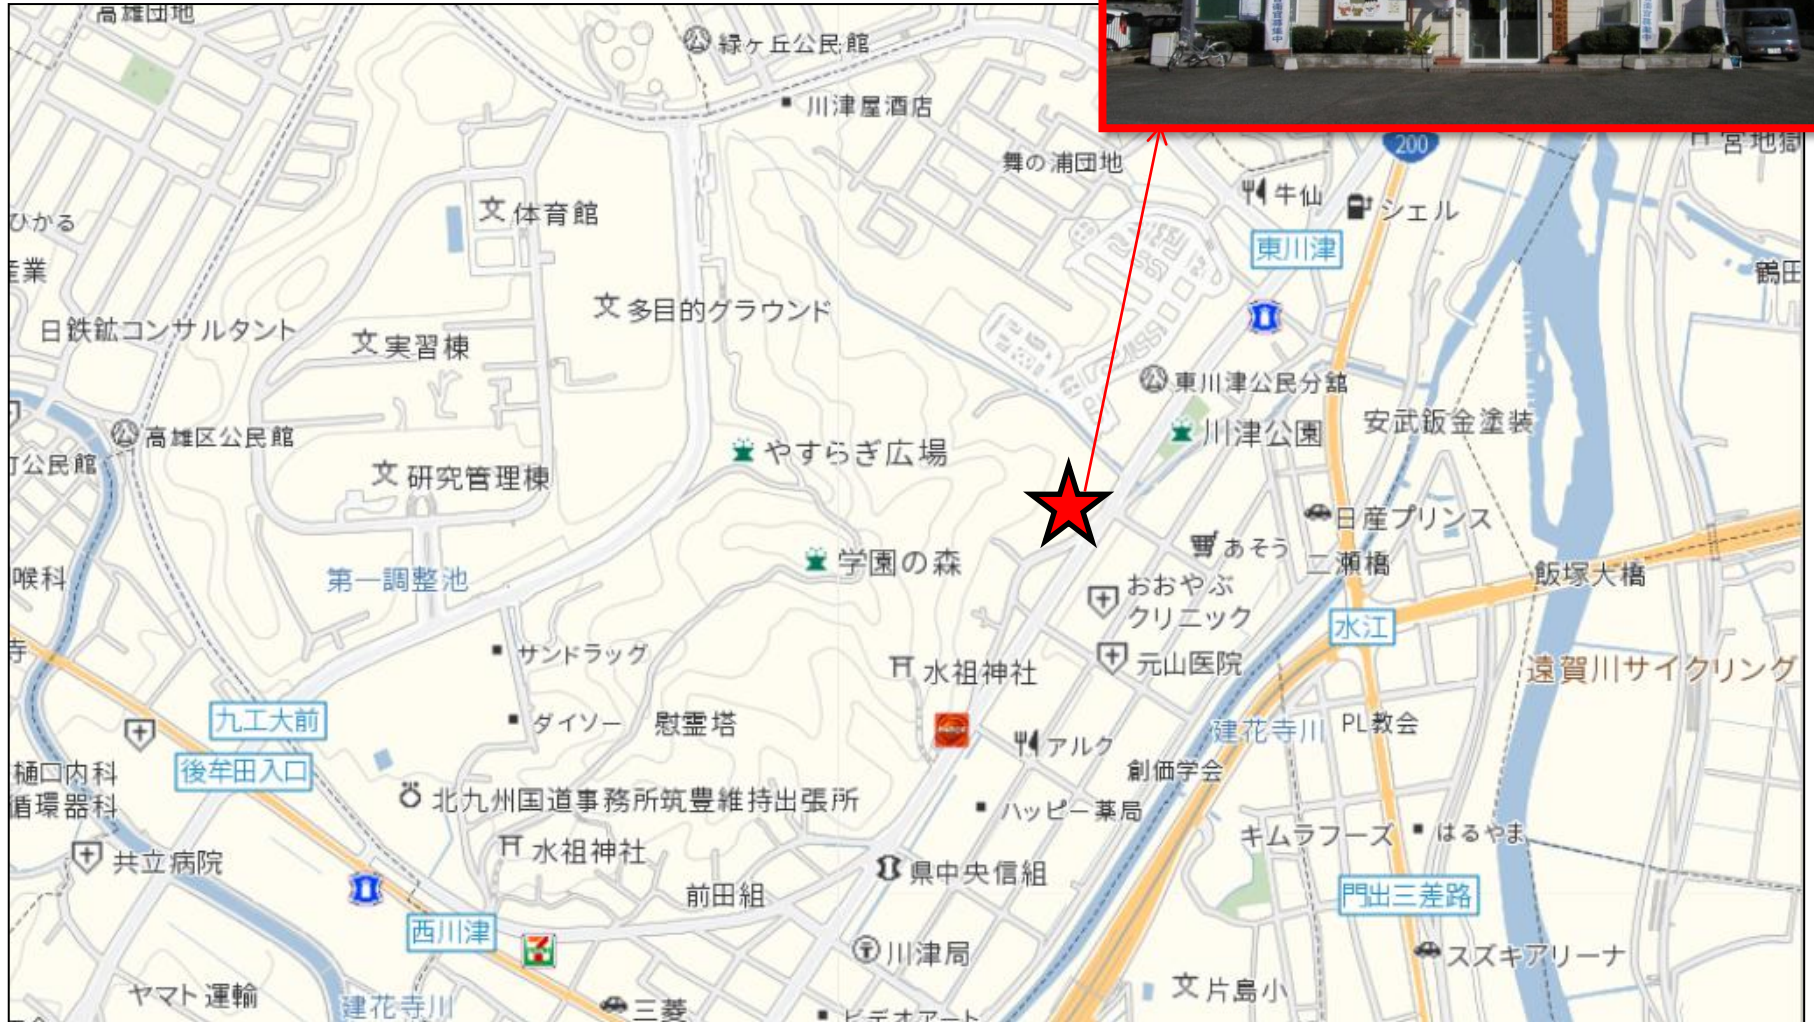 高雄団地
緑ヶ丘公民館
川津屋酒店
200
宮地嶽
舞の浦団地
牛仙
シェル
体育館
ひかる
東川津
産業
鶴田
多目的グラウンド
日鉄鉱コンサルタント
実習棟
東川津公民分舘
高雄区公民館
川津公園
安武鈑金塗装
やすらぎ広場
町公民館
研究管理棟
日産プリンス
あそう
二瀬橋
学園の森
飯塚大橋
喉科
第一調整池
おおやぶ
クリニック
水江
寺
サンドラッグ
元山医院
水祖神社
遠賀川サイクリング
九工大前
ダイソー
慰霊塔
建花寺川
PL教会
アルク
後牟田入口
樋口内科
循環器科
創価学会
北九州国道事務所筑豊維持出張所
ハッピー薬局
キムラフーズ
はるやま
水祖神社
共立病院
県中央信組
前田組
門出三差路
西川津
川津局
スズキアリーナ
ヤマト運輸
片島小
建花寺川
三菱
ビデオアート